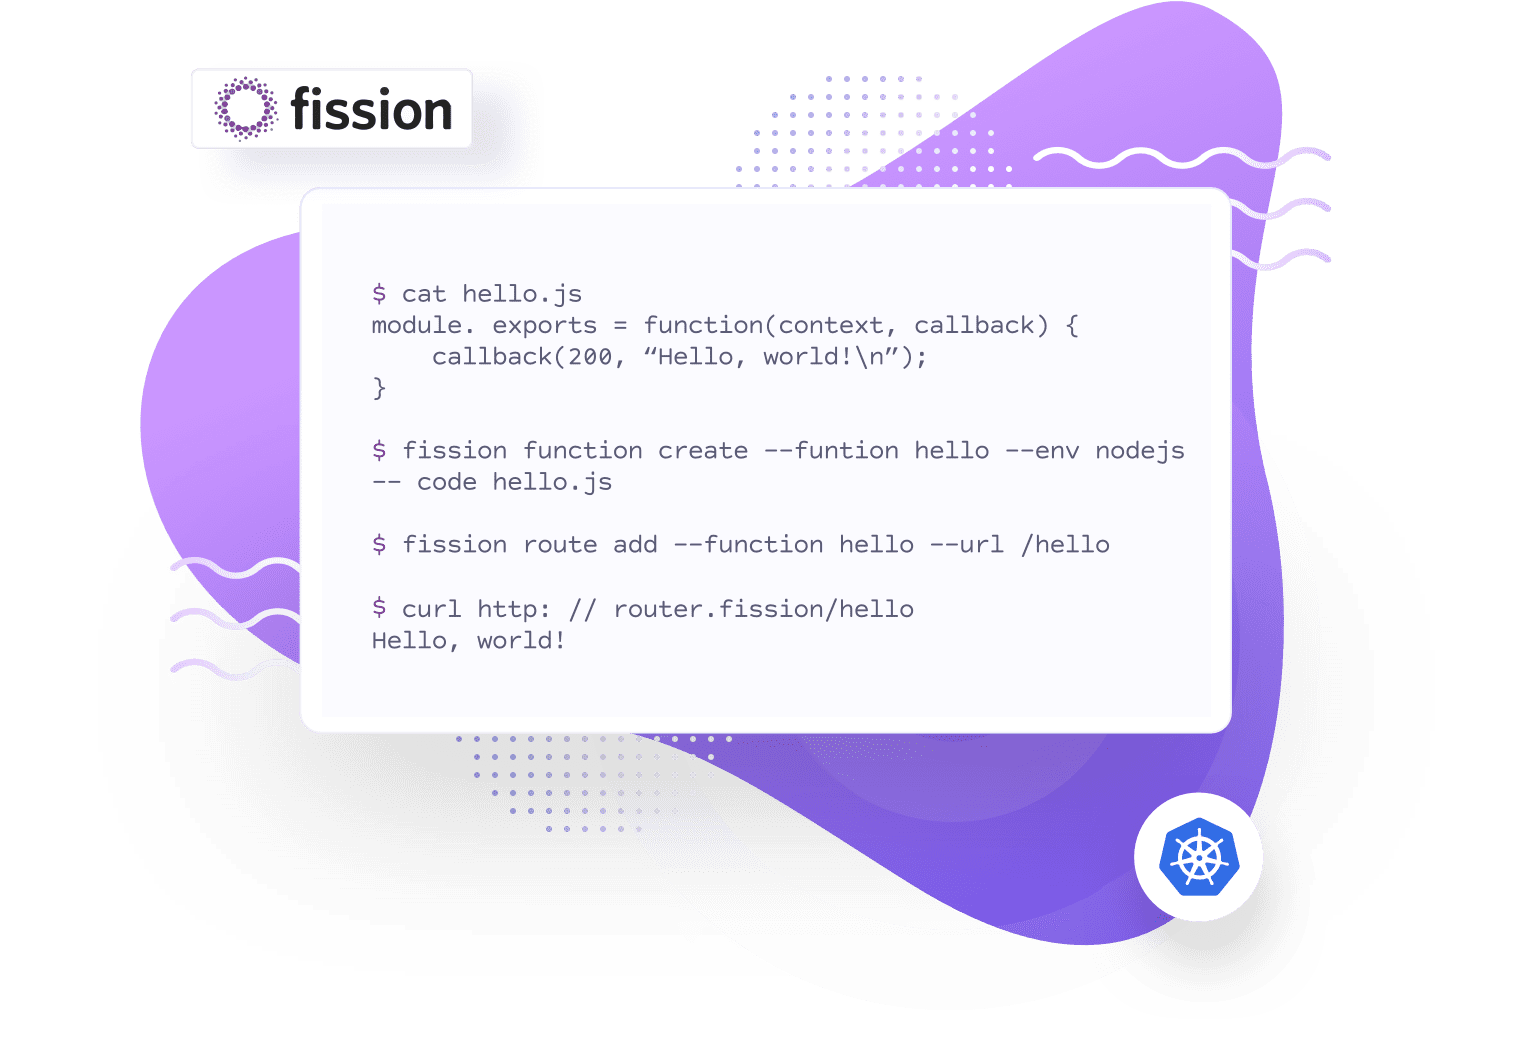 fission
$ cat hello.js
module. exports = function(context, callback) {
    callback(200, “Hello, world!\n”);
}
$ fission function create --funtion hello --env nodejs
-- code hello.js
$ fission route add --function hello --url /hello
$ curl http: // router.fission/hello
Hello, world!